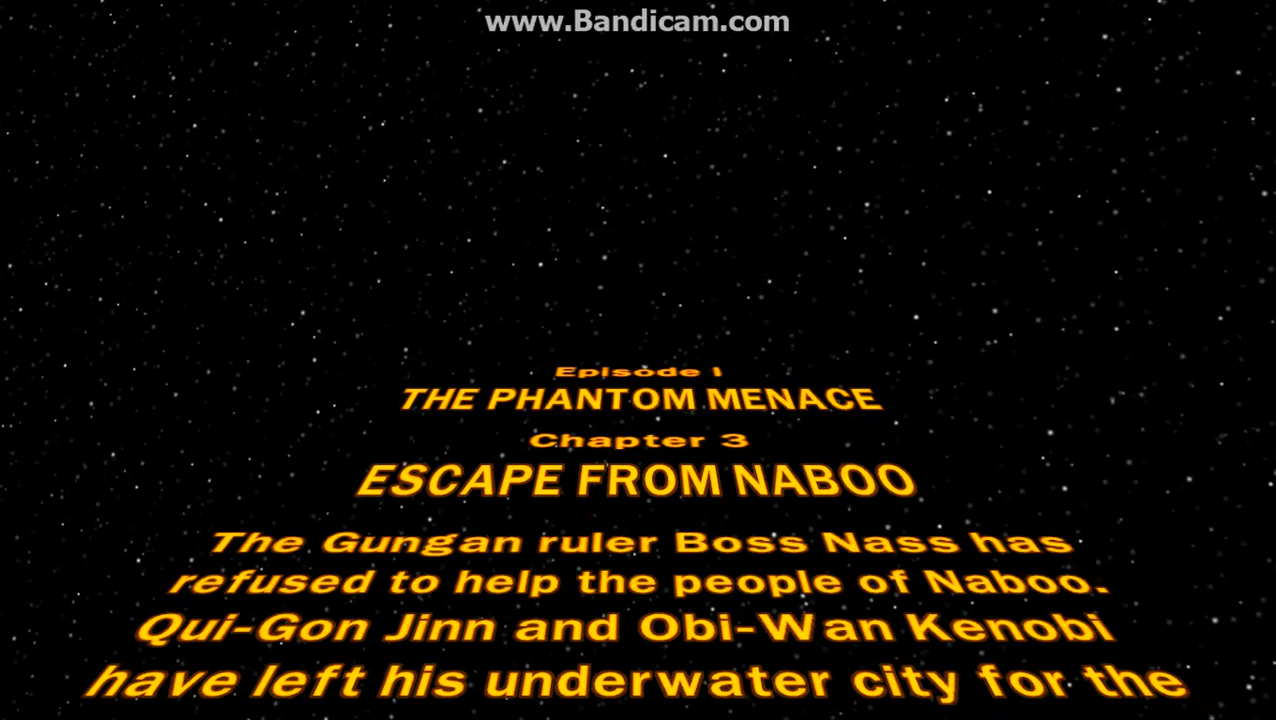 www.Bandicam.com
Episode I
THE PHANTOM MENACE
Chapter 3
ESCAPE FROM NABOO
The Gungan ruler Boss Nass has
refused to help the people of Naboo.
Qui-Gon Jinn and Obi-Wan Kenobi
have left his underwater city for the